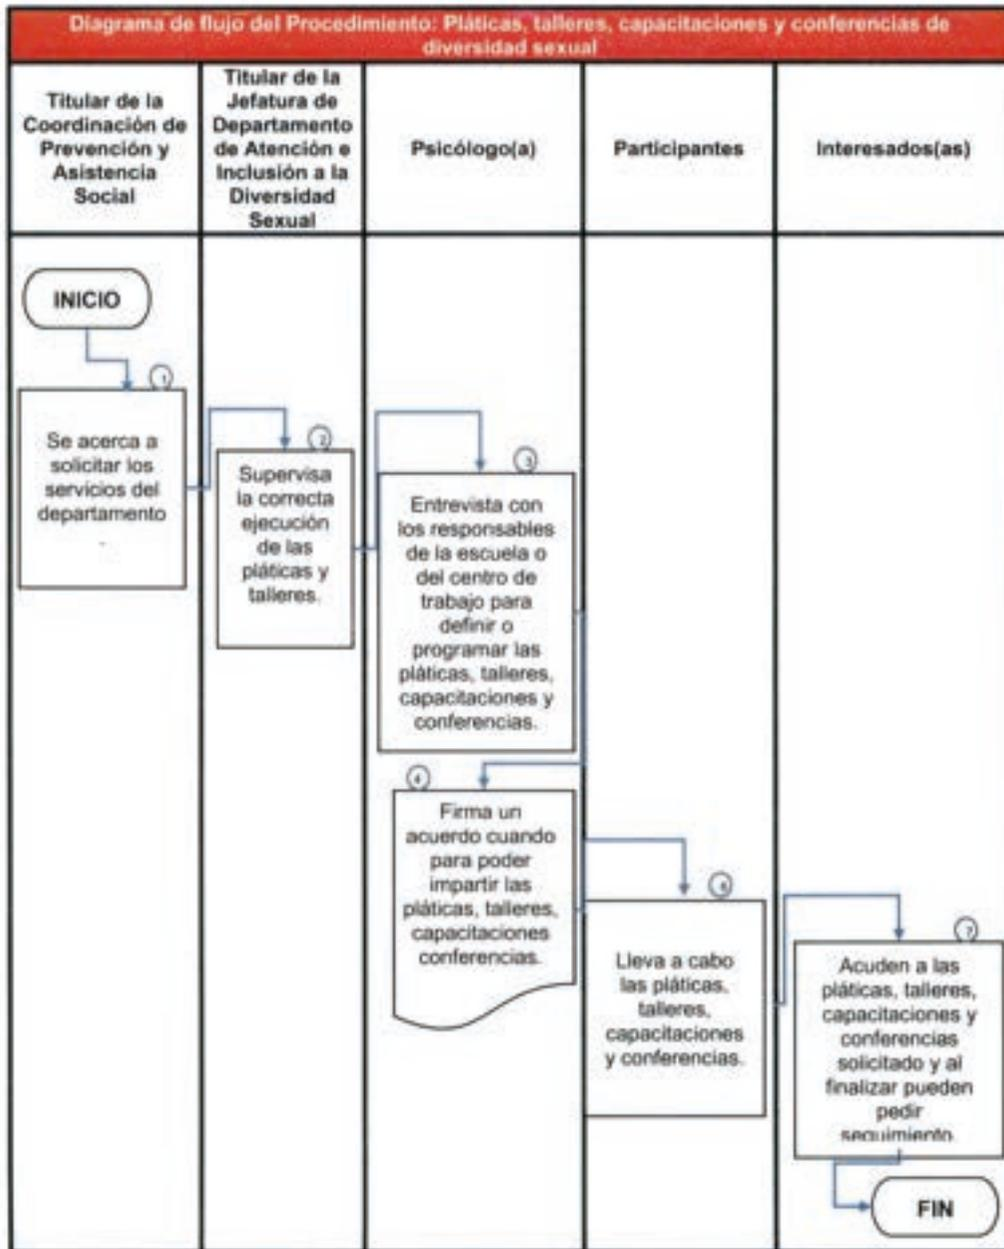 Diagrama de flujo del Procedimiento: Pláticas, talleres, capacitaciones y conferencias de
diversidad sexual
Titular de la
Coordinación de
Prevención y
Asistencia
Social
Titular de la
Jefatura de
Departamento
de Atención e
Inclusión a la
Diversidad
Sexual
Psicólogo(a)
Participantes
Interesados(as)
INICIO
1
Se acerca a
solicitar los
servicios del
departamento
.
2
Supervisa
la correcta
ejecución
de las
pláticas y
talleres.
3
Entrevista con
los responsables
de la escuela o
del centro de
trabajo para
definir o
programar las
pláticas, talleres,
capacitaciones y
conferencias.
4
Firma un
acuerdo cuando
para poder
impartir las
pláticas, talleres,
capacitaciones
conferencias.
Lleva a cabo
las pláticas,
talleres,
capacitaciones
y conferencias.
7
Acuden a las
pláticas, talleres,
capacitaciones y
conferencias
solicitado y al
finalizar pueden
pedir
seguimiento
FIN